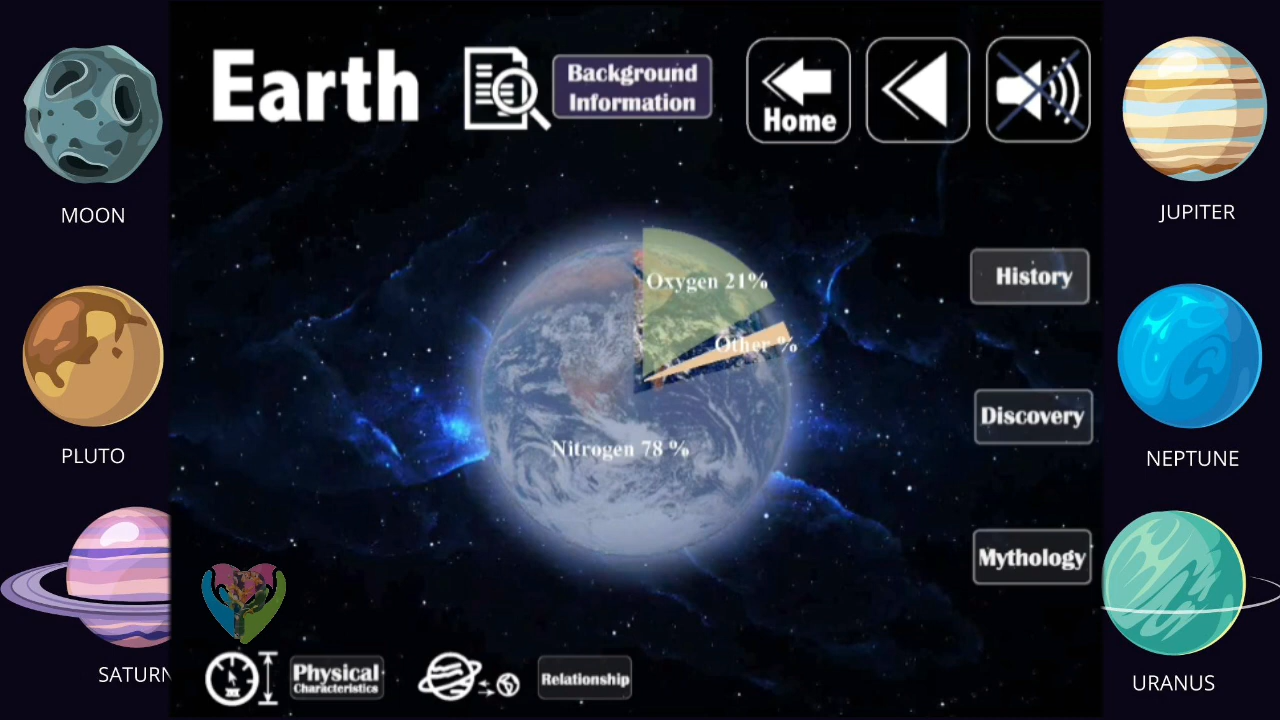 Earth
Background
Information
Home
MOON
JUPITER
Oxygen 21%
History
Other %
Discovery
PLUTO
Nitrogen 78 %
NEPTUNE
Mythology
SATURN
Physical
Characteristics
Relationship
URANUS